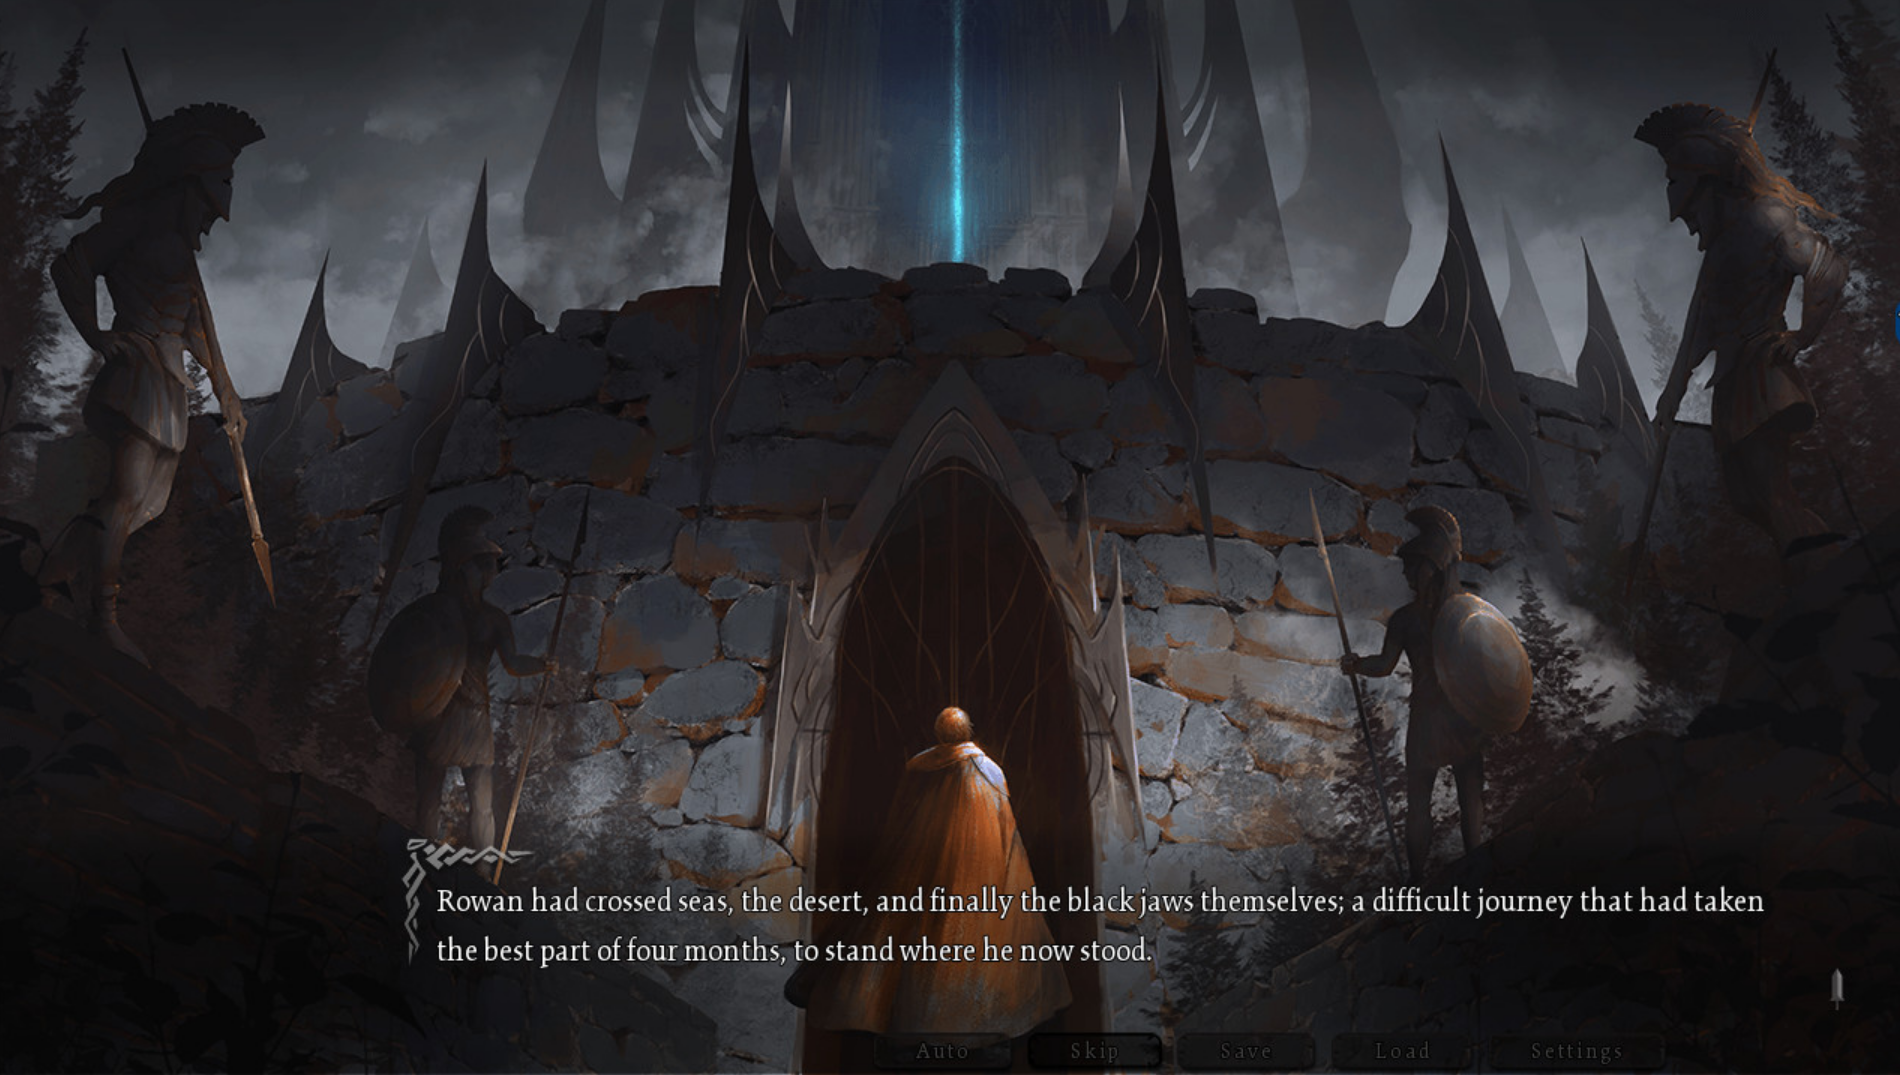 Rowan had crossed seas, the desert, and finally the black jaws themselves; a difficult journey that had taken
the best part of four months, to stand where he now stood.
Auto Skip Save Load Settings